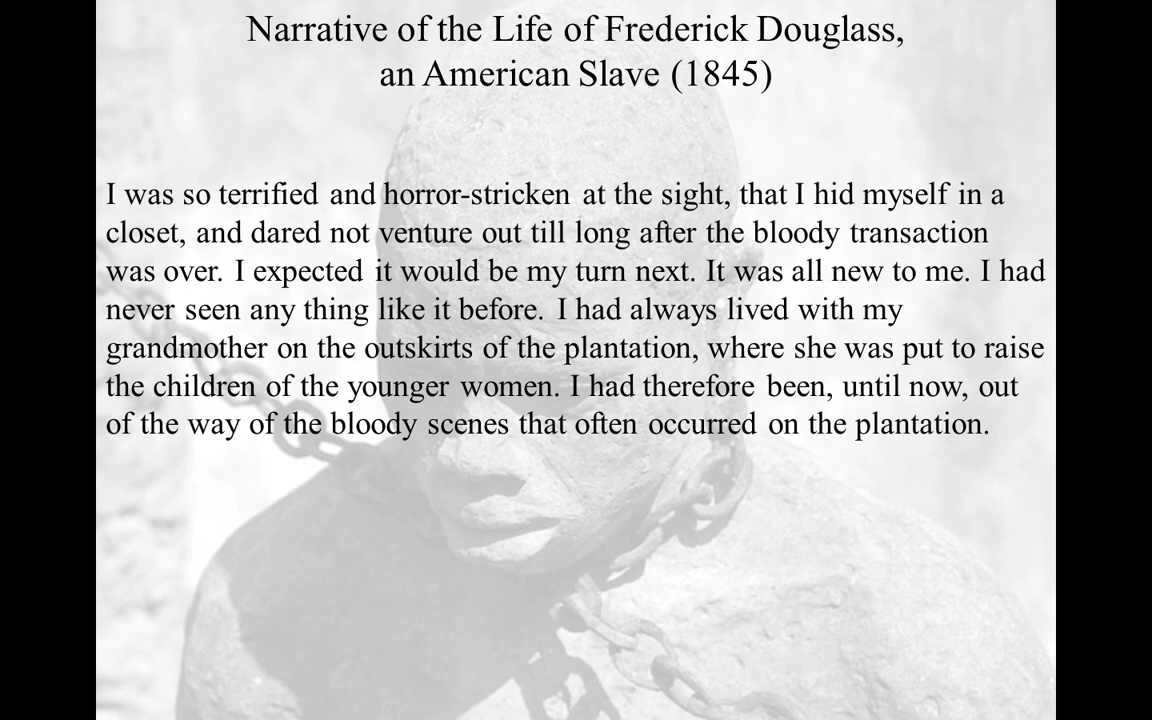 Narrative of the Life of Frederick Douglass,
an American Slave (1845)
I was so terrified and horror-stricken at the sight, that I hid myself in a
closet, and dared not venture out till long after the bloody transaction
was over. I expected it would be my turn next. It was all new to me. I had
never seen any thing like it before. I had always lived with my
grandmother on the outskirts of the plantation, where she was put to raise
the children of the younger women. I had therefore been, until now, out
of the way of the bloody scenes that often occurred on the plantation.